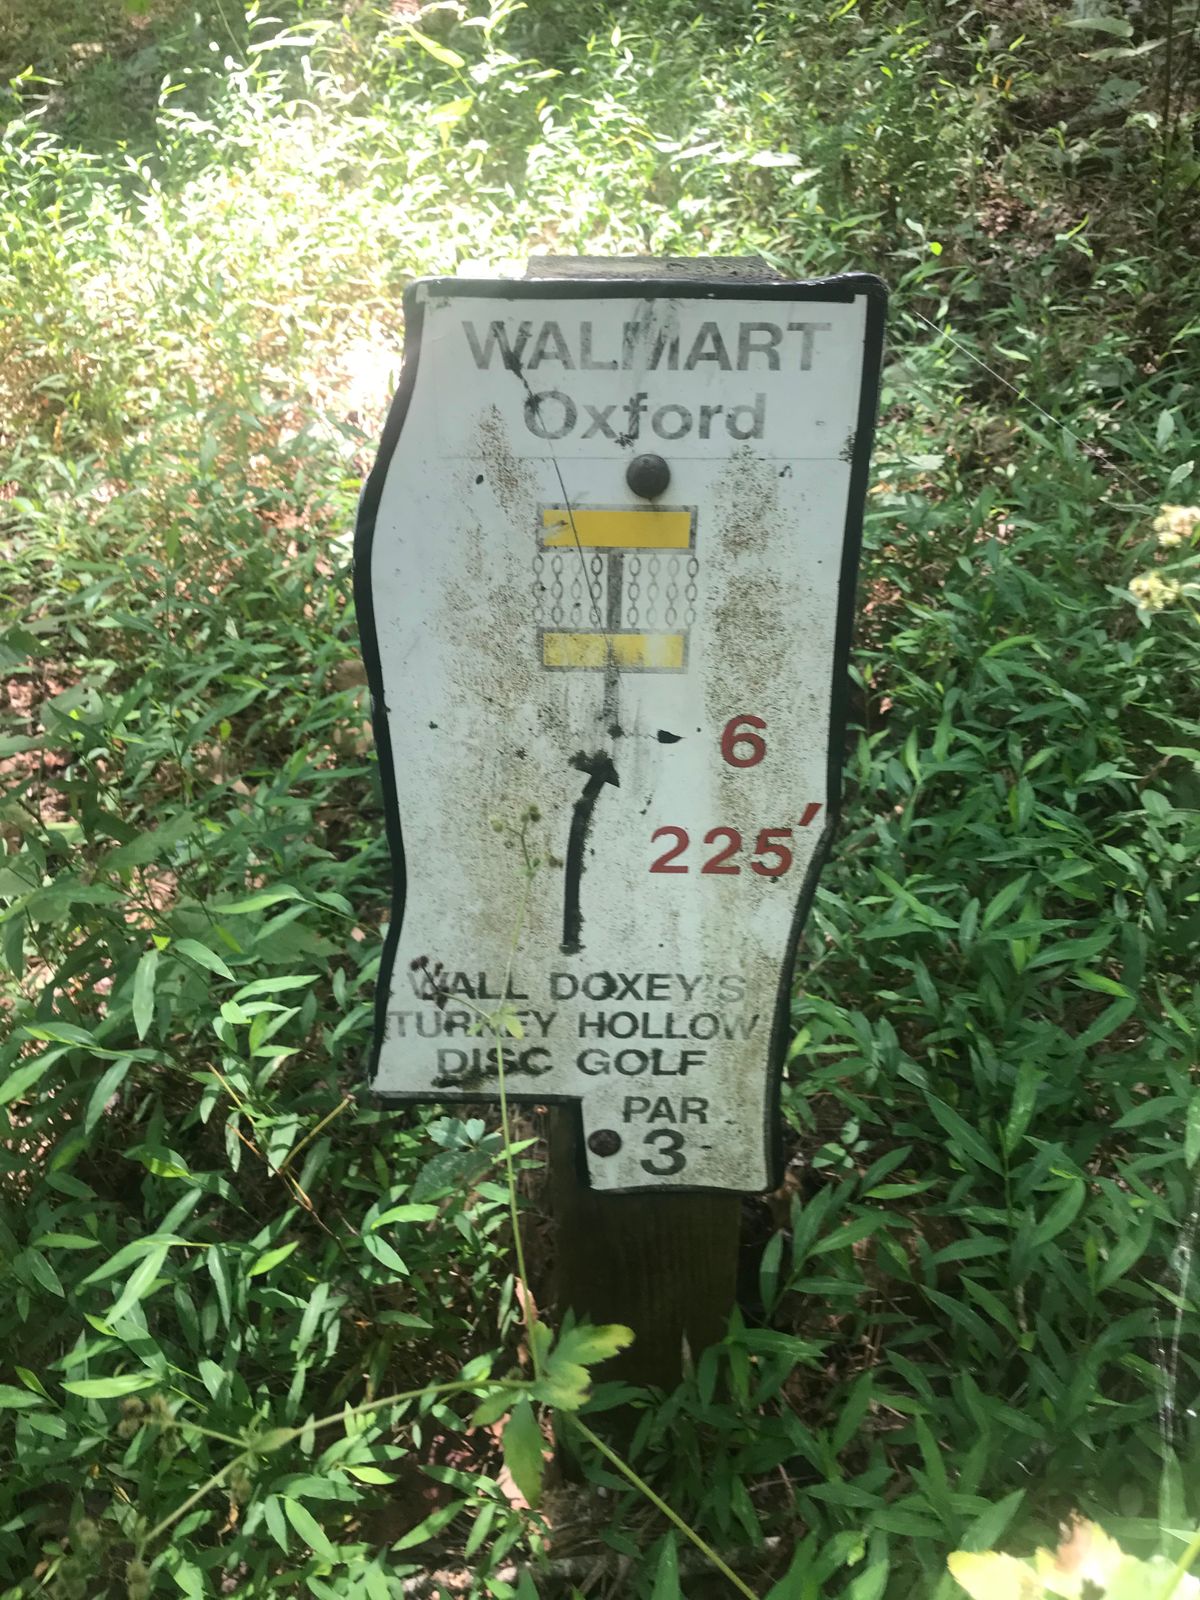 WALMART
Oxford
6
225'
WALL DOXEY'S
TURKEY HOLLOW
DISC GOLF
PAR
3